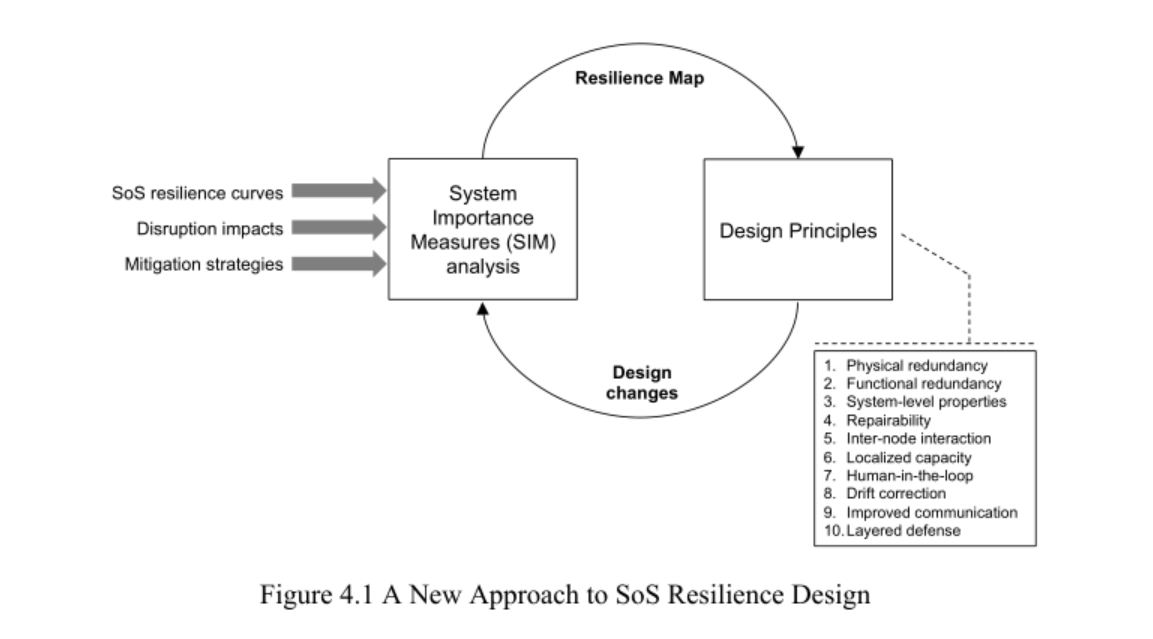 Resilience Map
SoS resilience curves
Disruption impacts
Mitigation strategies
System
Importance
Measures (SIM)
analysis
Design Principles
Design
changes
1. Physical redundancy
2. Functional redundancy
3. System-level properties
4. Repairability
5. Inter-node interaction
6. Localized capacity
7. Human-in-the-loop
8. Drift correction
9. Improved communication
10. Layered defense
Figure 4.1 A New Approach to SoS Resilience Design